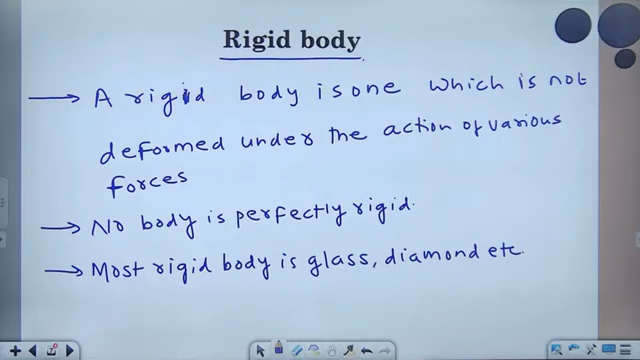 Rigid body
→ A rigid body is one which is not
deformed under the action of various
forces
→ No body is perfectly rigid.
→ Most rigid body is glass, diamond etc.